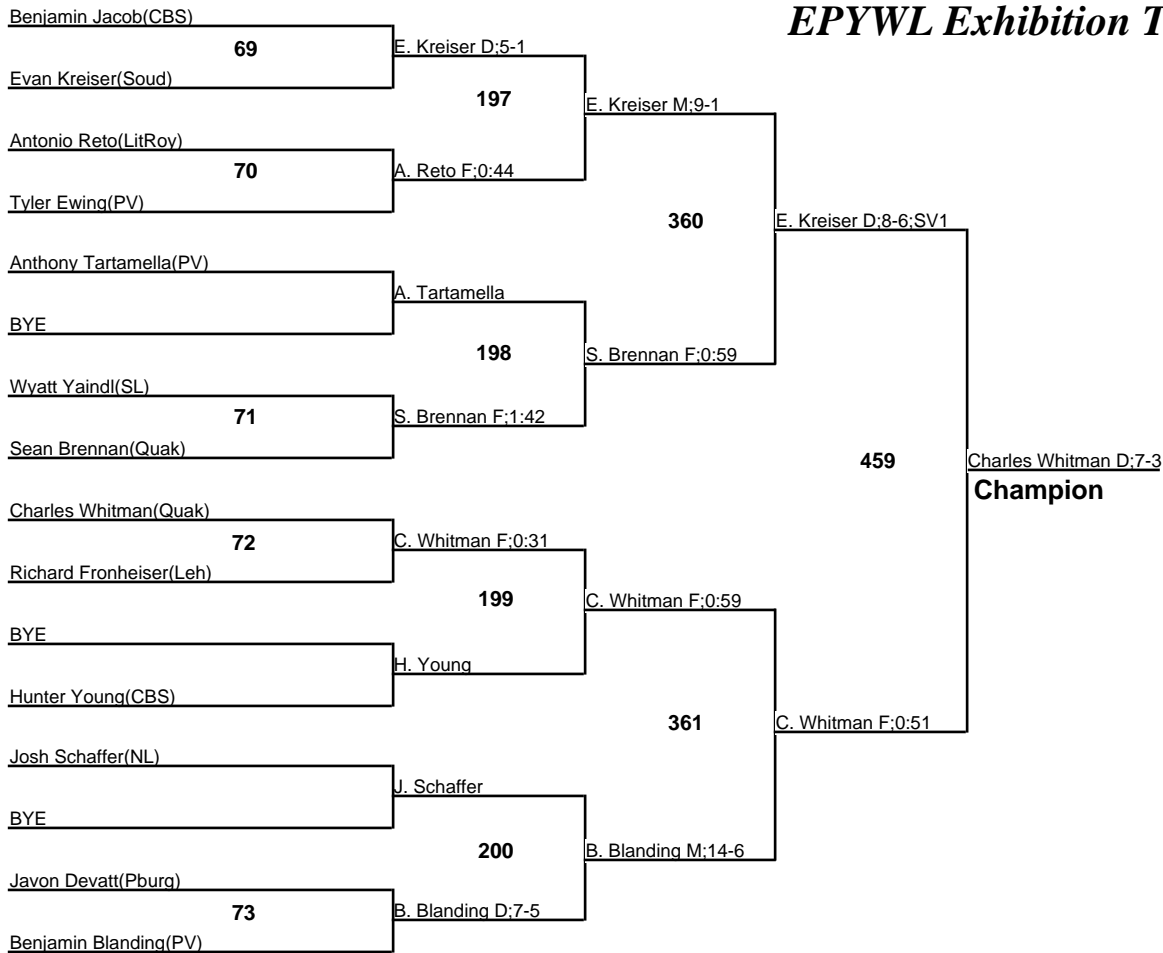 EPYWL Exhibition T
Benjamin Jacob(CBS)
69
E. Kreiser D;5-1
Evan Kreiser(Soud)
197
E. Kreiser M;9-1
Antonio Reto(LitRoy)
70
A. Reto F;0:44
Tyler Ewing(PV)
360
E. Kreiser D;8-6;SV1
Anthony Tartamella(PV)
A. Tartamella
BYE
198
S. Brennan F;0:59
Wyatt Yaindl(SL)
71
S. Brennan F;1:42
Sean Brennan(Quak)
459
Charles Whitman D;7-3
Champion
Charles Whitman(Quak)
72
C. Whitman F;0:31
Richard Fronheiser(Leh)
199
C. Whitman F;0:59
BYE
H. Young
Hunter Young(CBS)
361
C. Whitman F;0:51
Josh Schaffer(NL)
J. Schaffer
BYE
200
B. Blanding M;14-6
Javon Devatt(Pburg)
73
B. Blanding D;7-5
Benjamin Blanding(PV)